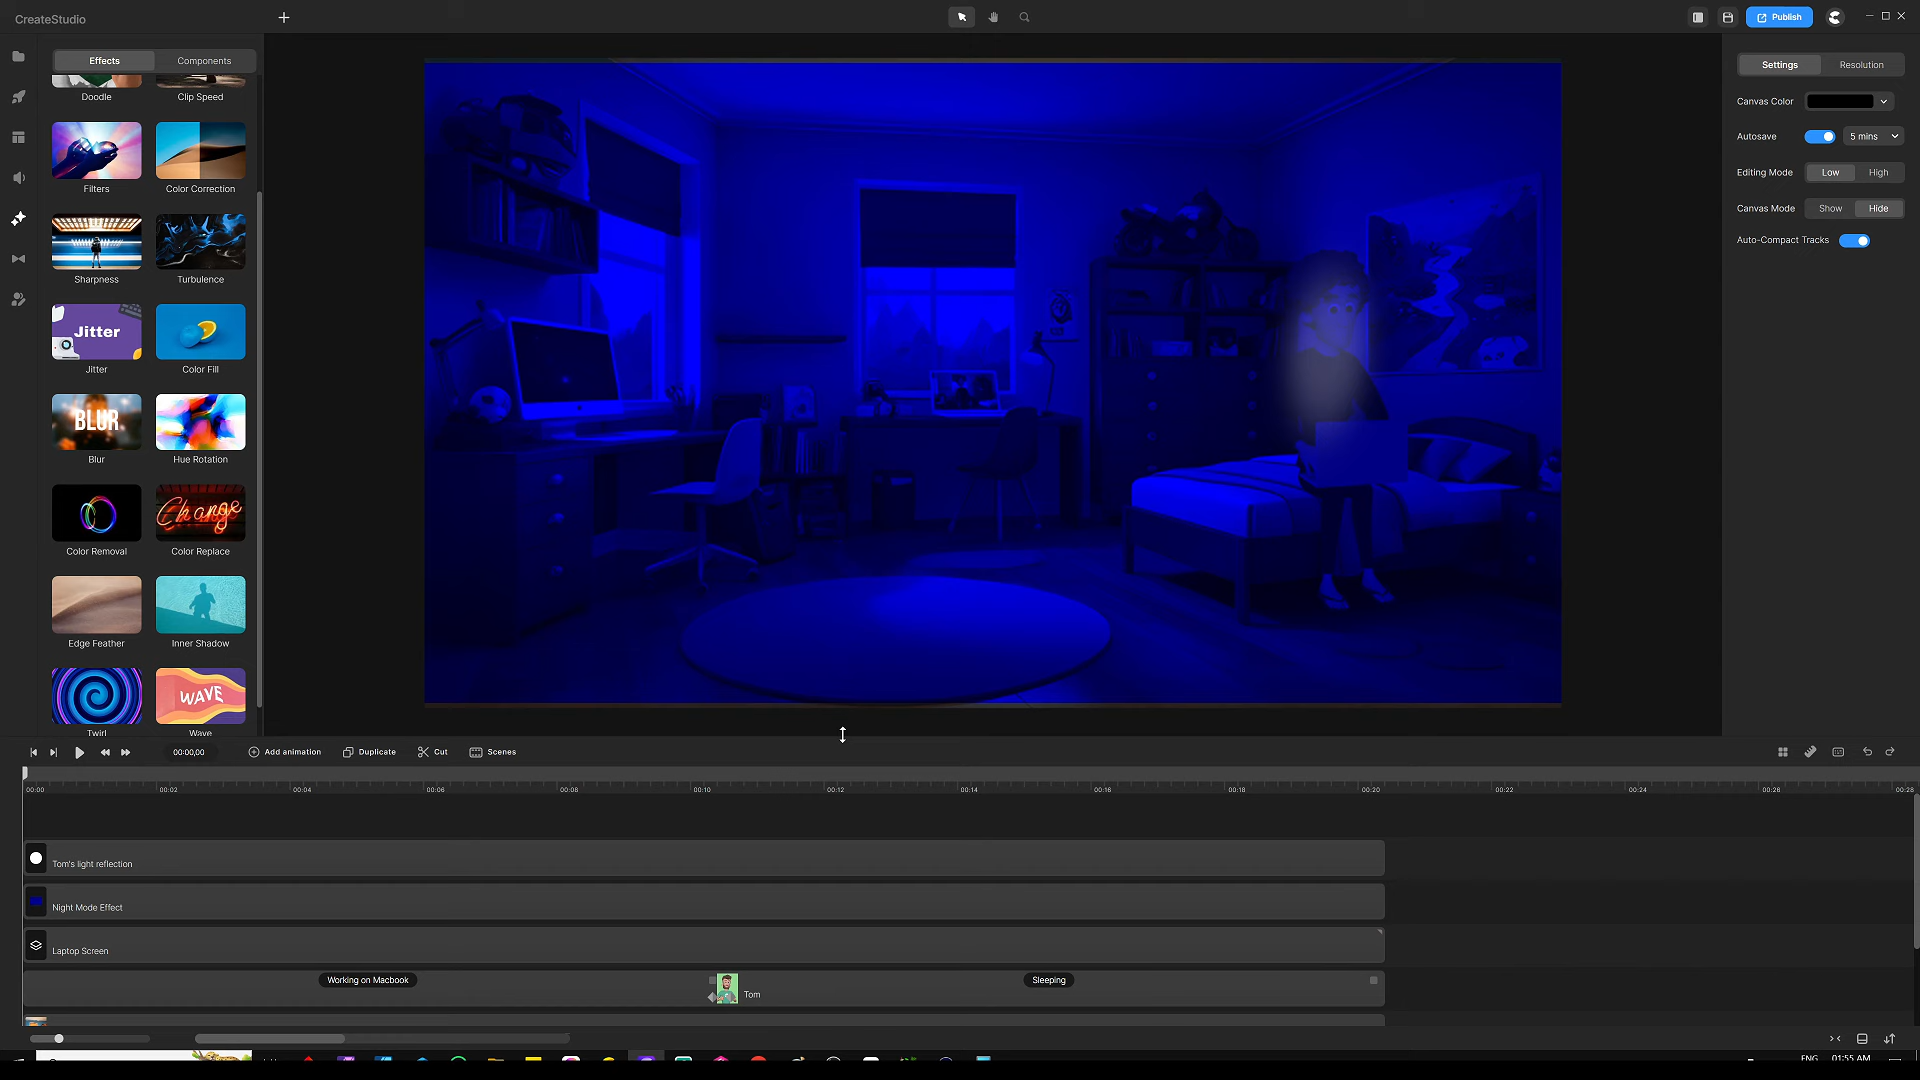 CreateStudio
Publish
Effects
Components
Settings
Resolution
Doodle
Clip Speed
Canvas Color
Autosave
5 mins
Filters
Color Correction
Editing Mode
Low
High
Canvas Mode
Show
Hide
Auto-Compact Tracks
Sharpness
Turbulence
Jitter
Jitter
Color Fill
BLUR
Blur
Hue Rotation
Change
Color Removal
Color Replace
Edge Feather
Inner Shadow
WAVE
Twirl
Wave
00:00,00
Add animation
Duplicate
Cut
Scenes
00:00
00:02
00:04
00:06
00:08
00:10
00:12
00:14
00:16
00:18
00:20
00:22
00:24
00:26
00:28
Tom's light reflection
Night Mode Effect
Laptop Screen
Working on Macbook
Sleeping
Tom
ENG
01:55 AM